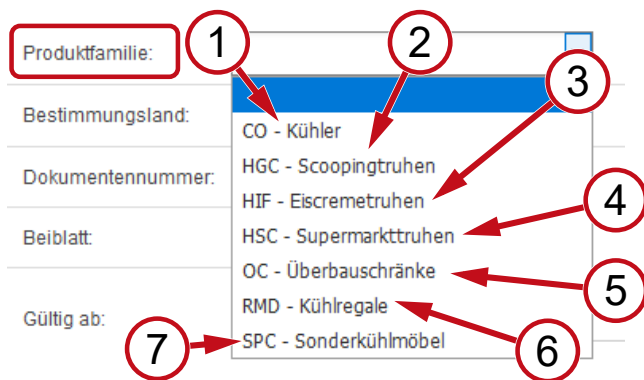 Produktfamilie:
1
2
3
Bestimmungsland:
CO - Kühler
HGC - Scoopingtruhen
Dokumentennummer:
HIF - Eiscremetruhen
Beiblatt:
HSC - Supermarkttruhen
4
OC - Überbauschränke
5
Gültig ab:
RMD - Kühlregale
7
SPC - Sonderkühlmöbel
6